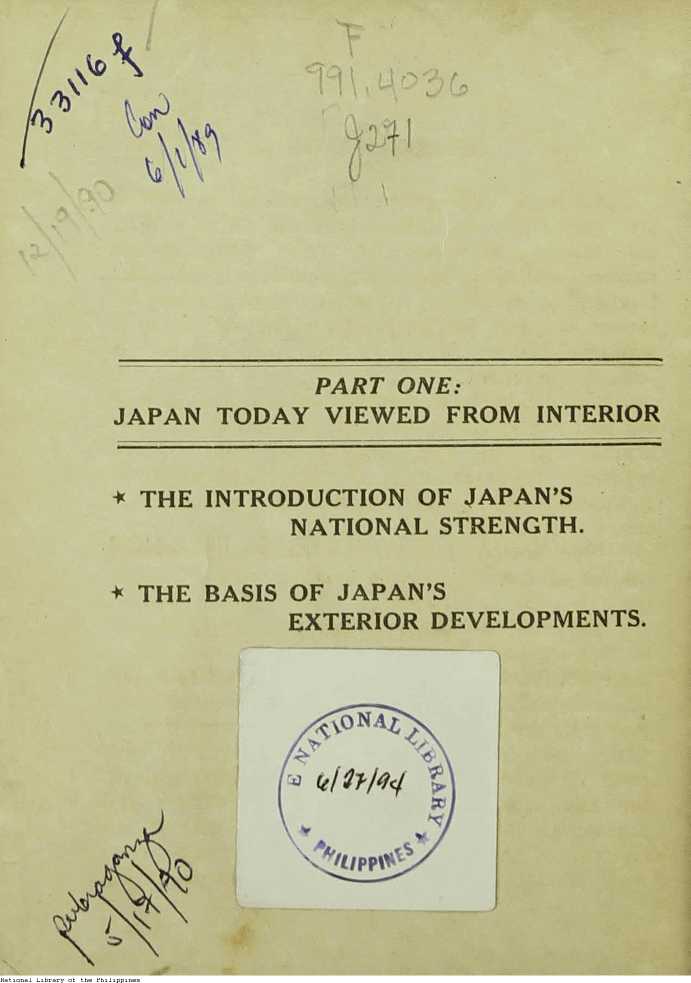 33116 f
Con
6/1/89
12/19/90
F
991.4036
J271
PART ONE:
JAPAN TODAY VIEWED FROM INTERIOR
★ THE INTRODUCTION OF JAPAN'S
NATIONAL STRENGTH.
★ THE BASIS OF JAPAN'S
EXTERIOR DEVELOPMENTS.
E NATIONAL LIBRARY
6/27/94
★ PHILIPPINES ★
5/17/90
National Library of the Philippines